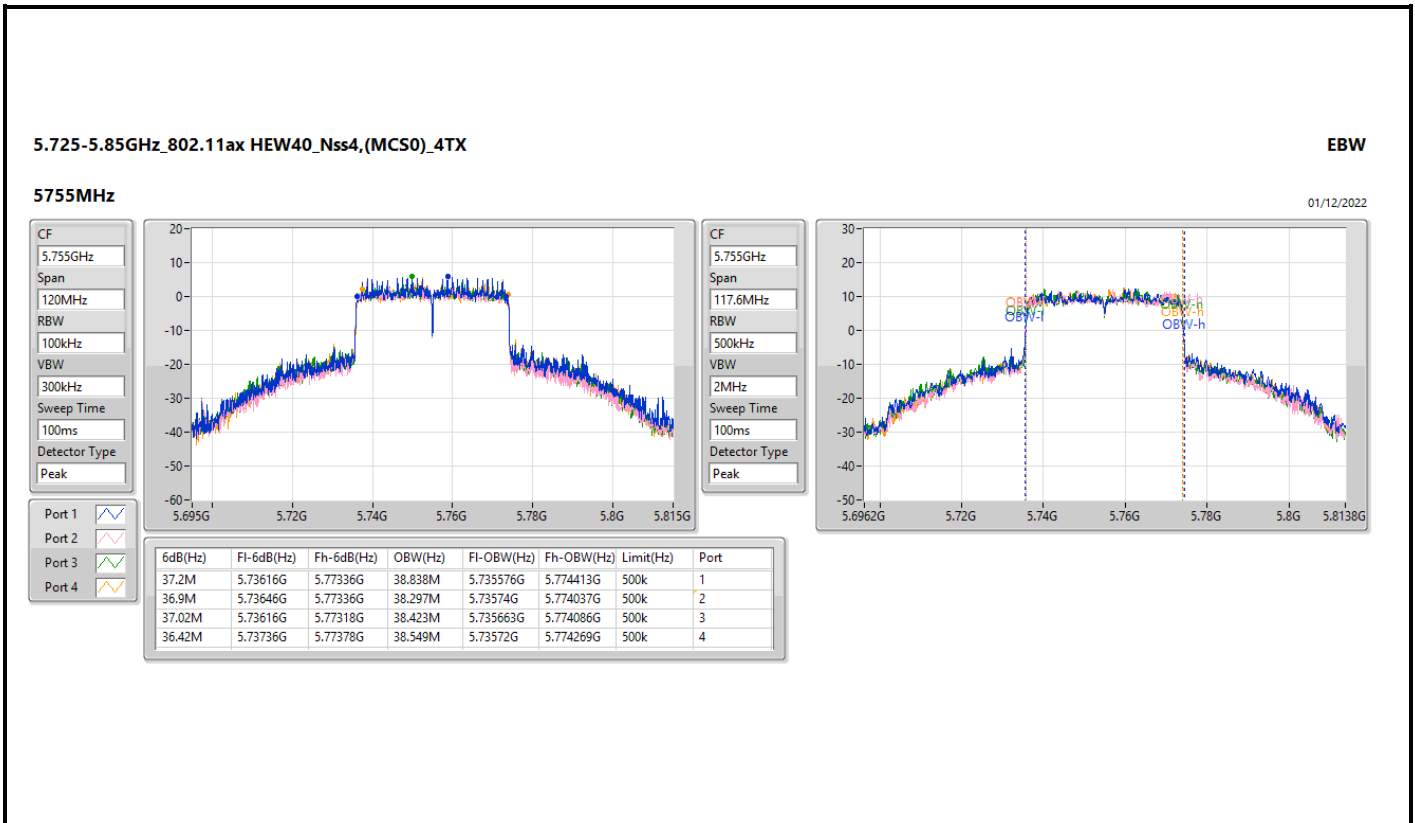 5.725-5.85GHz_802.11ax HEW40_Nss4,(MCS0)_4TX
EBW
5755MHz
01/12/2022
CF
5.755GHz
Span
120MHz
RBW
100kHz
VBW
300kHz
Sweep Time
100ms
Detector Type
Peak
Port 1
Port 2
Port 3
Port 4
20
10
0
-10
-20
-30
-40
-50
-60
5.695G 5.72G 5.74G 5.76G 5.78G 5.8G 5.815G
CF
5.755GHz
Span
117.6MHz
RBW
500kHz
VBW
2MHz
Sweep Time
100ms
Detector Type
Peak
30
20
10
0
-10
-20
-30
-40
-50
OBW-l
OBW-h
5.6962G 5.72G 5.74G 5.76G 5.78G 5.8G 5.8138G
6dB(Hz) Fl-6dB(Hz) Fh-6dB(Hz) OBW(Hz) Fl-OBW(Hz) Fh-OBW(Hz) Limit(Hz) Port
37.2M 5.73616G 5.77336G 38.838M 5.735576G 5.774413G 500k 1
36.9M 5.73646G 5.77336G 38.297M 5.73574G 5.774037G 500k 2
37.02M 5.73616G 5.77318G 38.423M 5.735663G 5.774086G 500k 3
36.42M 5.73736G 5.77378G 38.549M 5.73572G 5.774269G 500k 4